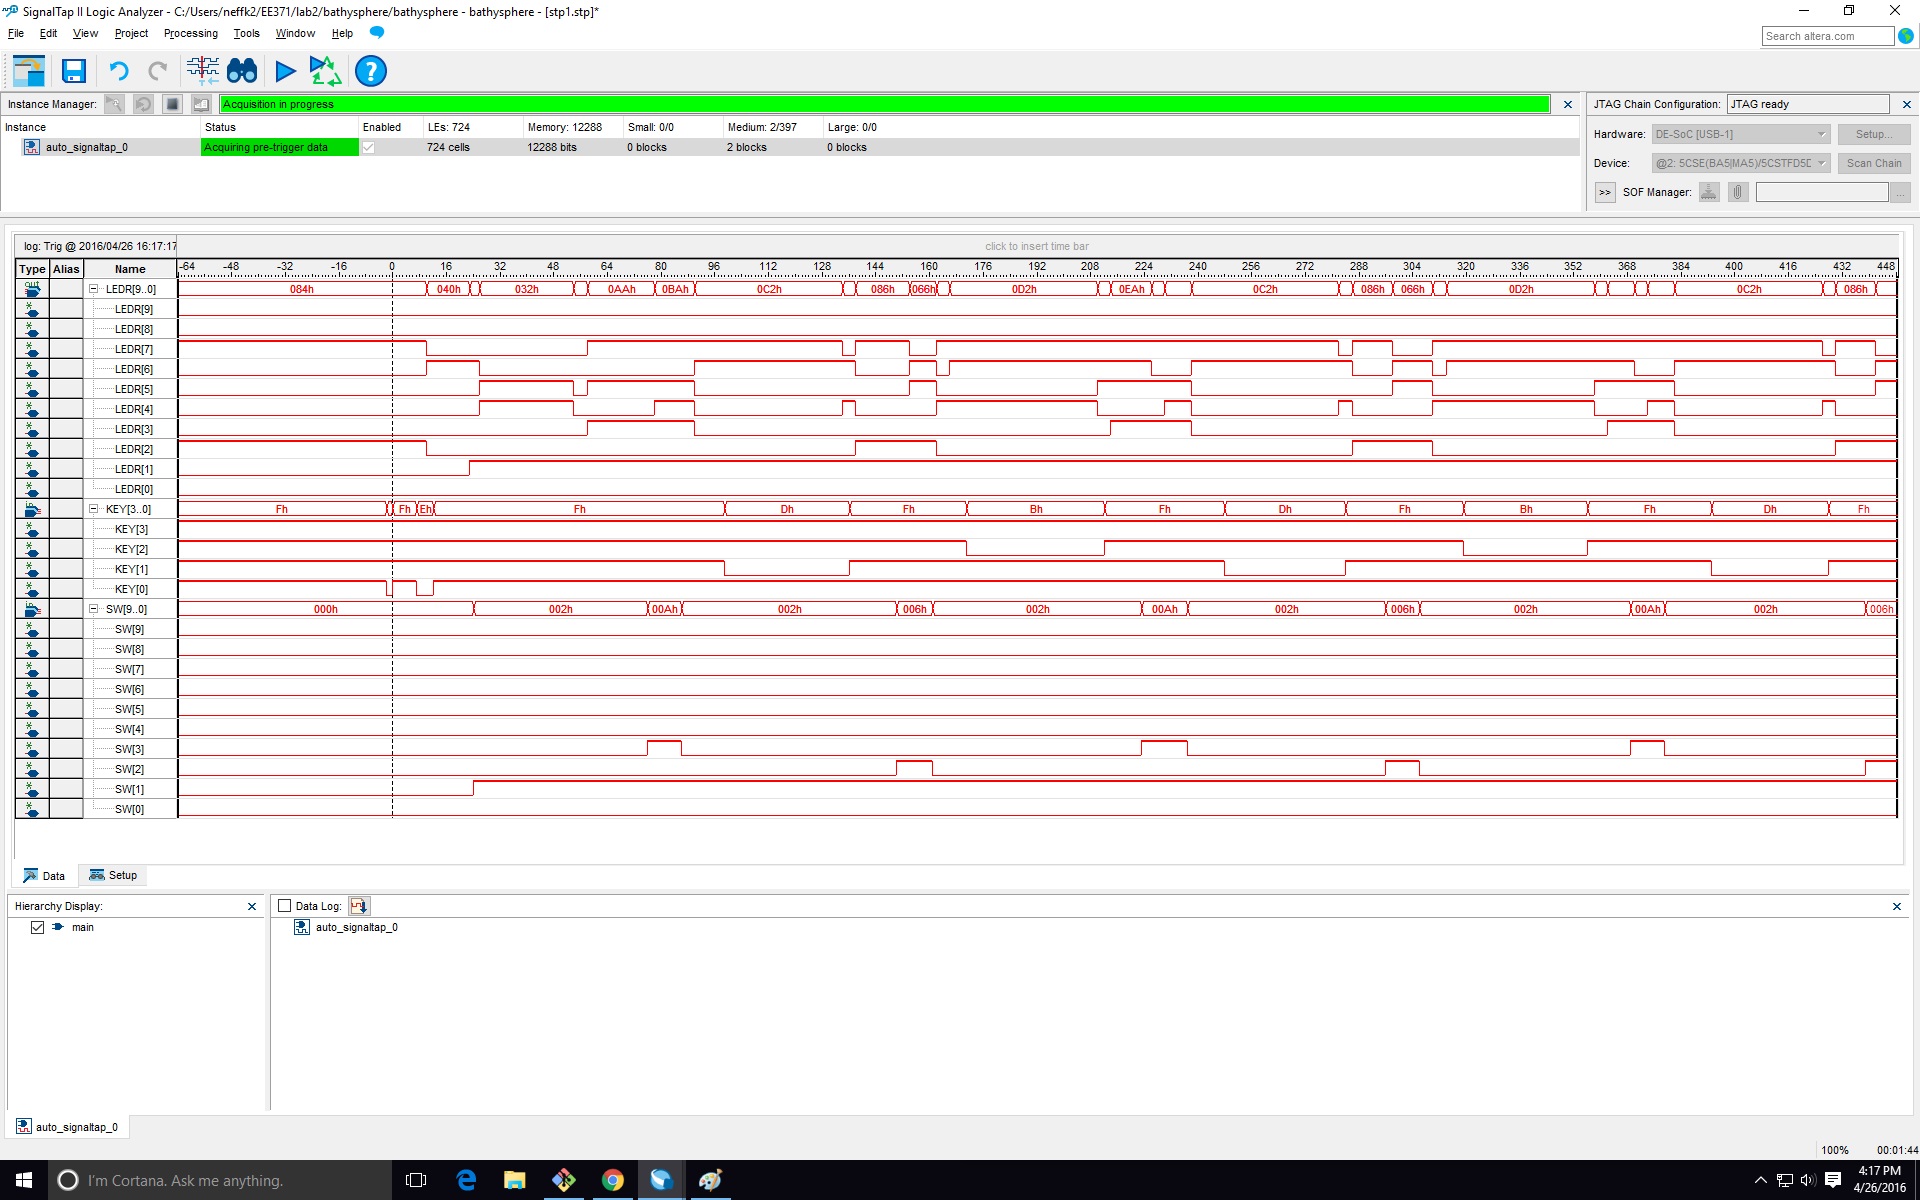 SignalTap II Logic Analyzer - C:/Users/neffk2/EE371/lab2/bathysphere/bathysphere - bathysphere - [stp1.stp]*
File Edit View Project Processing Tools Window Help
Search altera.com
Instance Manager: Acquisition in progress
JTAG Chain Configuration: JTAG ready
Instance Status Enabled LEs: 724 Memory: 12288 Small: 0/0 Medium: 2/397 Large: 0/0
auto_signaltap_0 Acquiring pre-trigger data 724 cells 12288 bits 0 blocks 2 blocks 0 blocks
Hardware: DE-SoC [USB-1] Setup...
Device: @2: 5CSE(BA5|MA5)/5CSTFD5D Scan Chain
>> SOF Manager: ...
log: Trig @ 2016/04/26 16:17:17 click to insert time bar
Type Alias Name -64 -48 -32 -16 0 16 32 48 64 80 96 112 128 144 160 176 192 208 224 240 256 272 288 304 320 336 352 368 384 400 416 432 448
LEDR[9..0] 084h 040h 032h 0AAh 0BAh 0C2h 086h 066h 0D2h 0EAh 0C2h 086h 066h 0D2h 0C2h 086h
LEDR[9]
LEDR[8]
LEDR[7]
LEDR[6]
LEDR[5]
LEDR[4]
LEDR[3]
LEDR[2]
LEDR[1]
LEDR[0]
KEY[3..0] Fh Fh Eh Fh Dh Fh Bh Fh Dh Fh Bh Fh Dh Fh
KEY[3]
KEY[2]
KEY[1]
KEY[0]
SW[9..0] 000h 002h 00Ah 002h 006h 002h 00Ah 002h 006h 002h 00Ah 002h 006h
SW[9]
SW[8]
SW[7]
SW[6]
SW[5]
SW[4]
SW[3]
SW[2]
SW[1]
SW[0]
Data Setup
Hierarchy Display: Data Log:
main auto_signaltap_0
auto_signaltap_0
100% 00:01:44
I'm Cortana. Ask me anything.
4:17 PM
4/26/2016